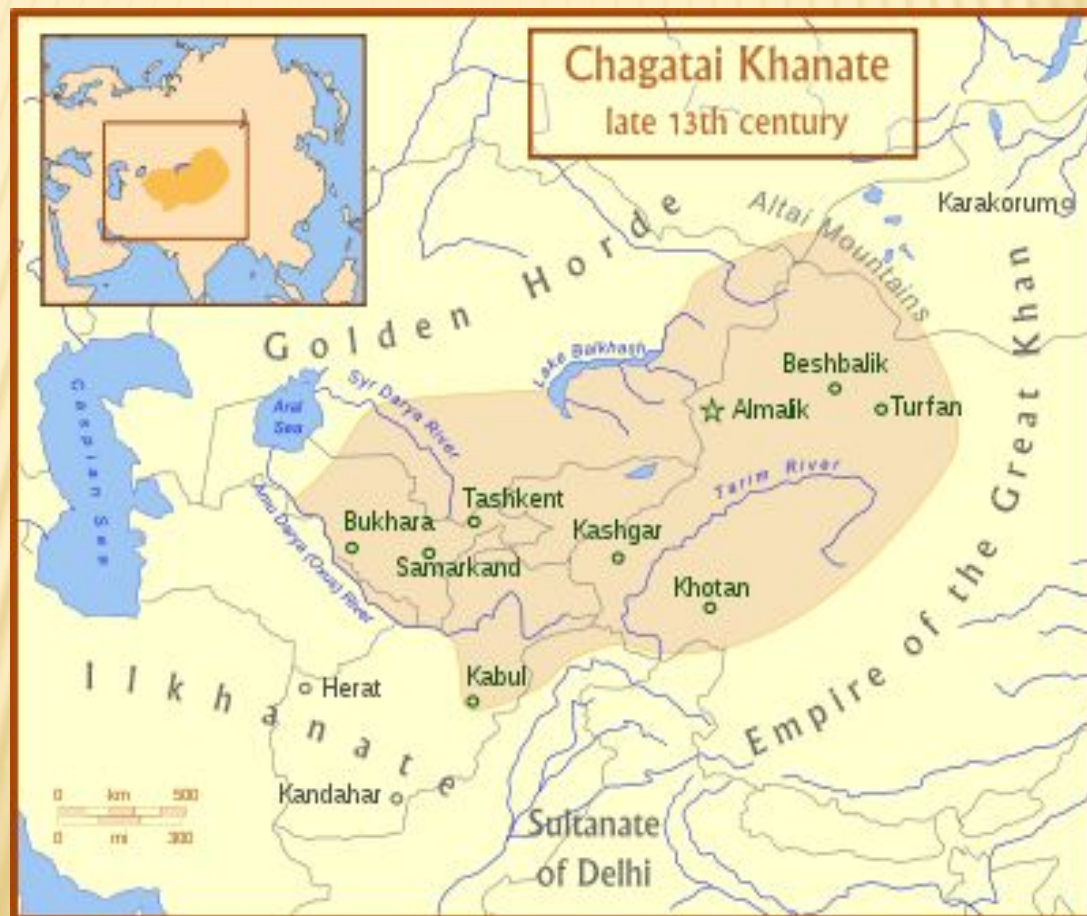 Chagatai Khanate
late 13th century
Karakorum
Altai Mountains
Golden Horde
Lake Balkhash
Beshbalik
Almalik
Turfan
Caspian Sea
Aral
Sea
Syr Darya River
Tarim River
Amu Darya (Oxus) River
Tashkent
Bukhara
Kashgar
Samarkand
Khotan
Empire of the Great Khan
Ilkhanate
Herat
Kabul
Kandahar
Sultanate
of Delhi
0 km 500
0 mi 300